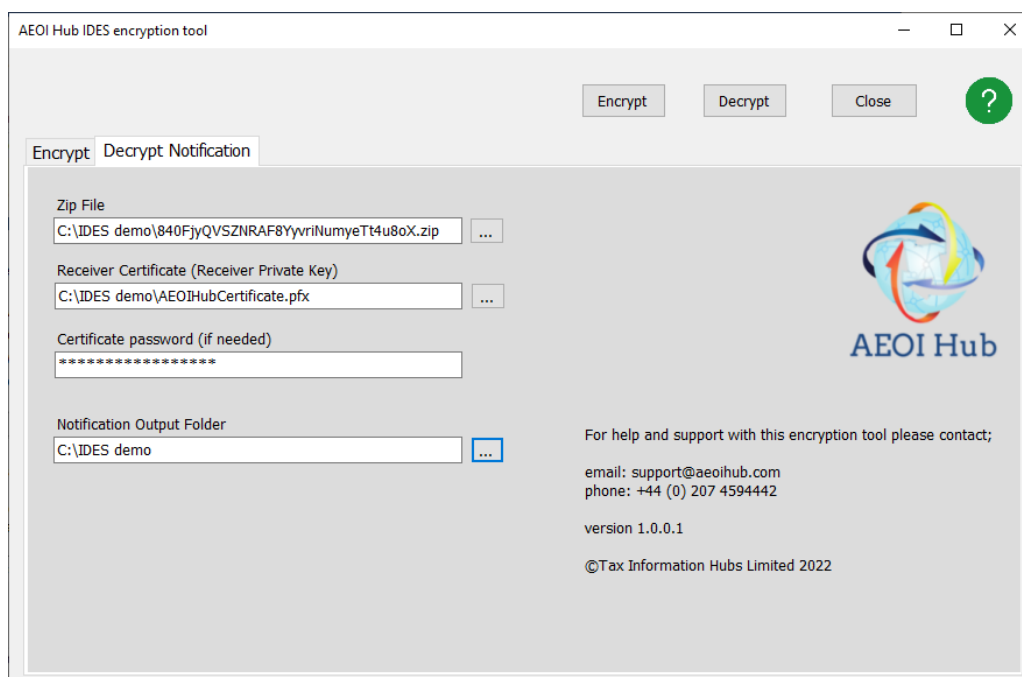 AEOI Hub IDES encryption tool
Encrypt
Decrypt
Close
?
Encrypt
Decrypt Notification
Zip File
C:\IDES demo\840FjyQVSZNRAF8YyvriNumyeTt4u8oX.zip
...
Receiver Certificate (Receiver Private Key)
C:\IDES demo\AEOIHubCertificate.pfx
...
Certificate password (if needed)
*****************
Notification Output Folder
C:\IDES demo
...
AEOI Hub
For help and support with this encryption tool please contact;
email: support@aeoihub.com
phone: +44 (0) 207 4594442
version 1.0.0.1
©Tax Information Hubs Limited 2022